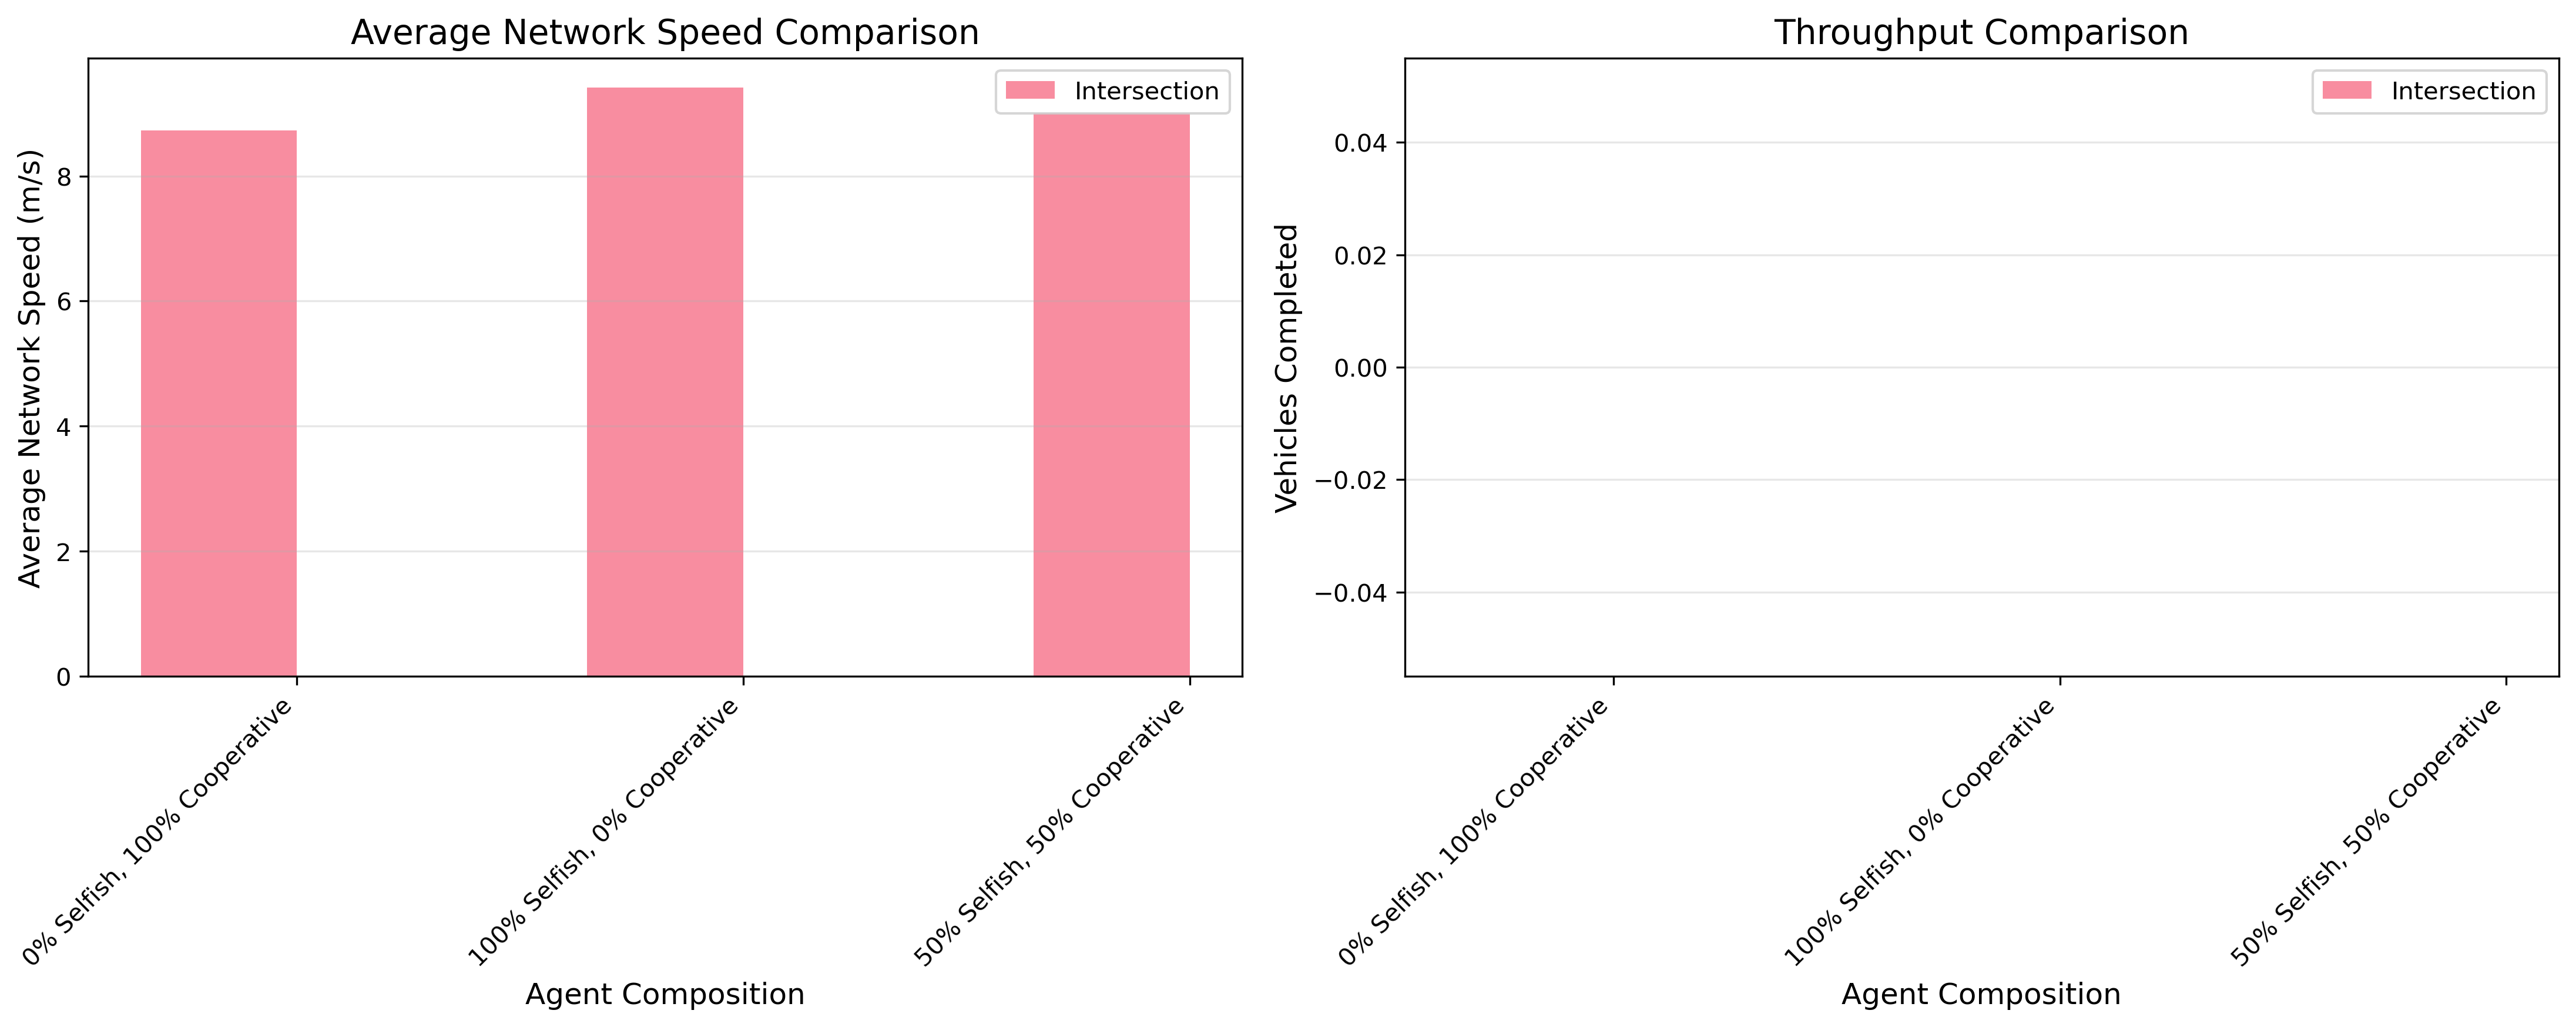 Average Network Speed Comparison
Intersection
Average Network Speed (m/s)
8
6
4
2
0
0% Selfish, 100% Cooperative
100% Selfish, 0% Cooperative
50% Selfish, 50% Cooperative
Agent Composition
Throughput Comparison
Intersection
Vehicles Completed
0.04
0.02
0.00
−0.02
−0.04
0% Selfish, 100% Cooperative
100% Selfish, 0% Cooperative
50% Selfish, 50% Cooperative
Agent Composition